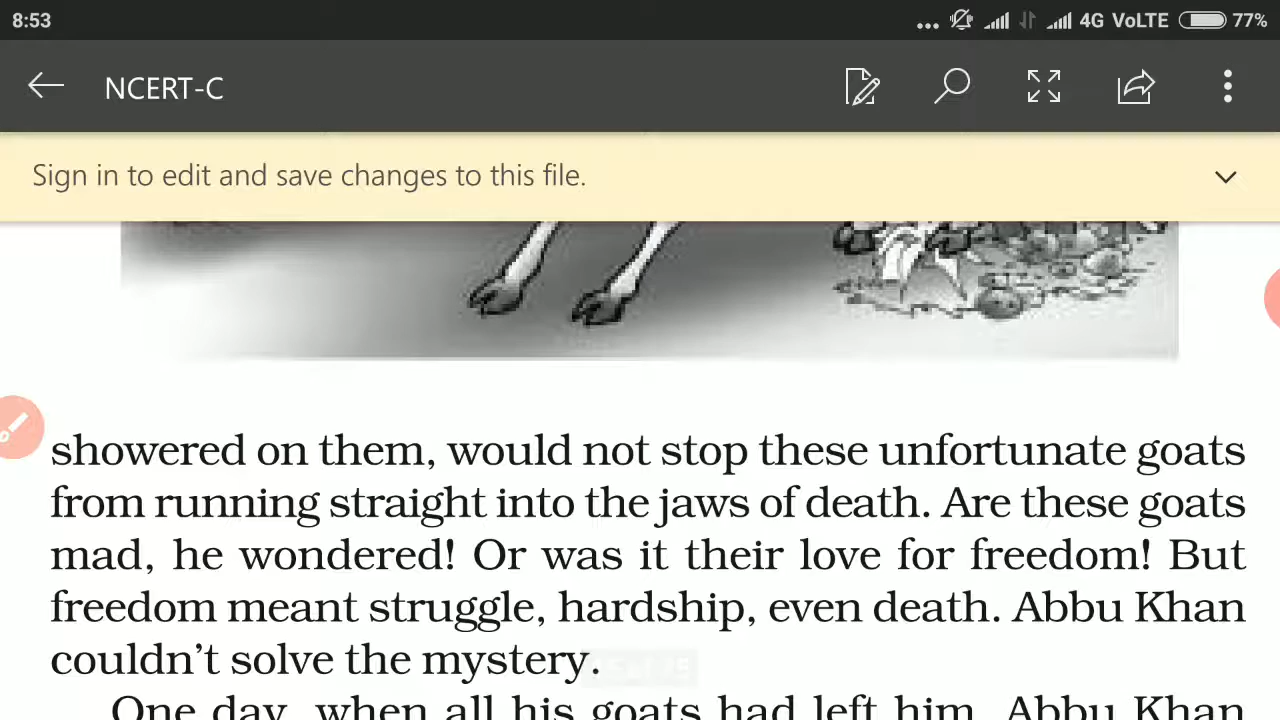 8:53
... 4G VoLTE 77%
NCERT-C
Sign in to edit and save changes to this file.
showered on them, would not stop these unfortunate goats
from running straight into the jaws of death. Are these goats
mad, he wondered! Or was it their love for freedom! But
freedom meant struggle, hardship, even death. Abbu Khan
couldn’t solve the mystery.
One day, when all his goats had left him, Abbu Khan